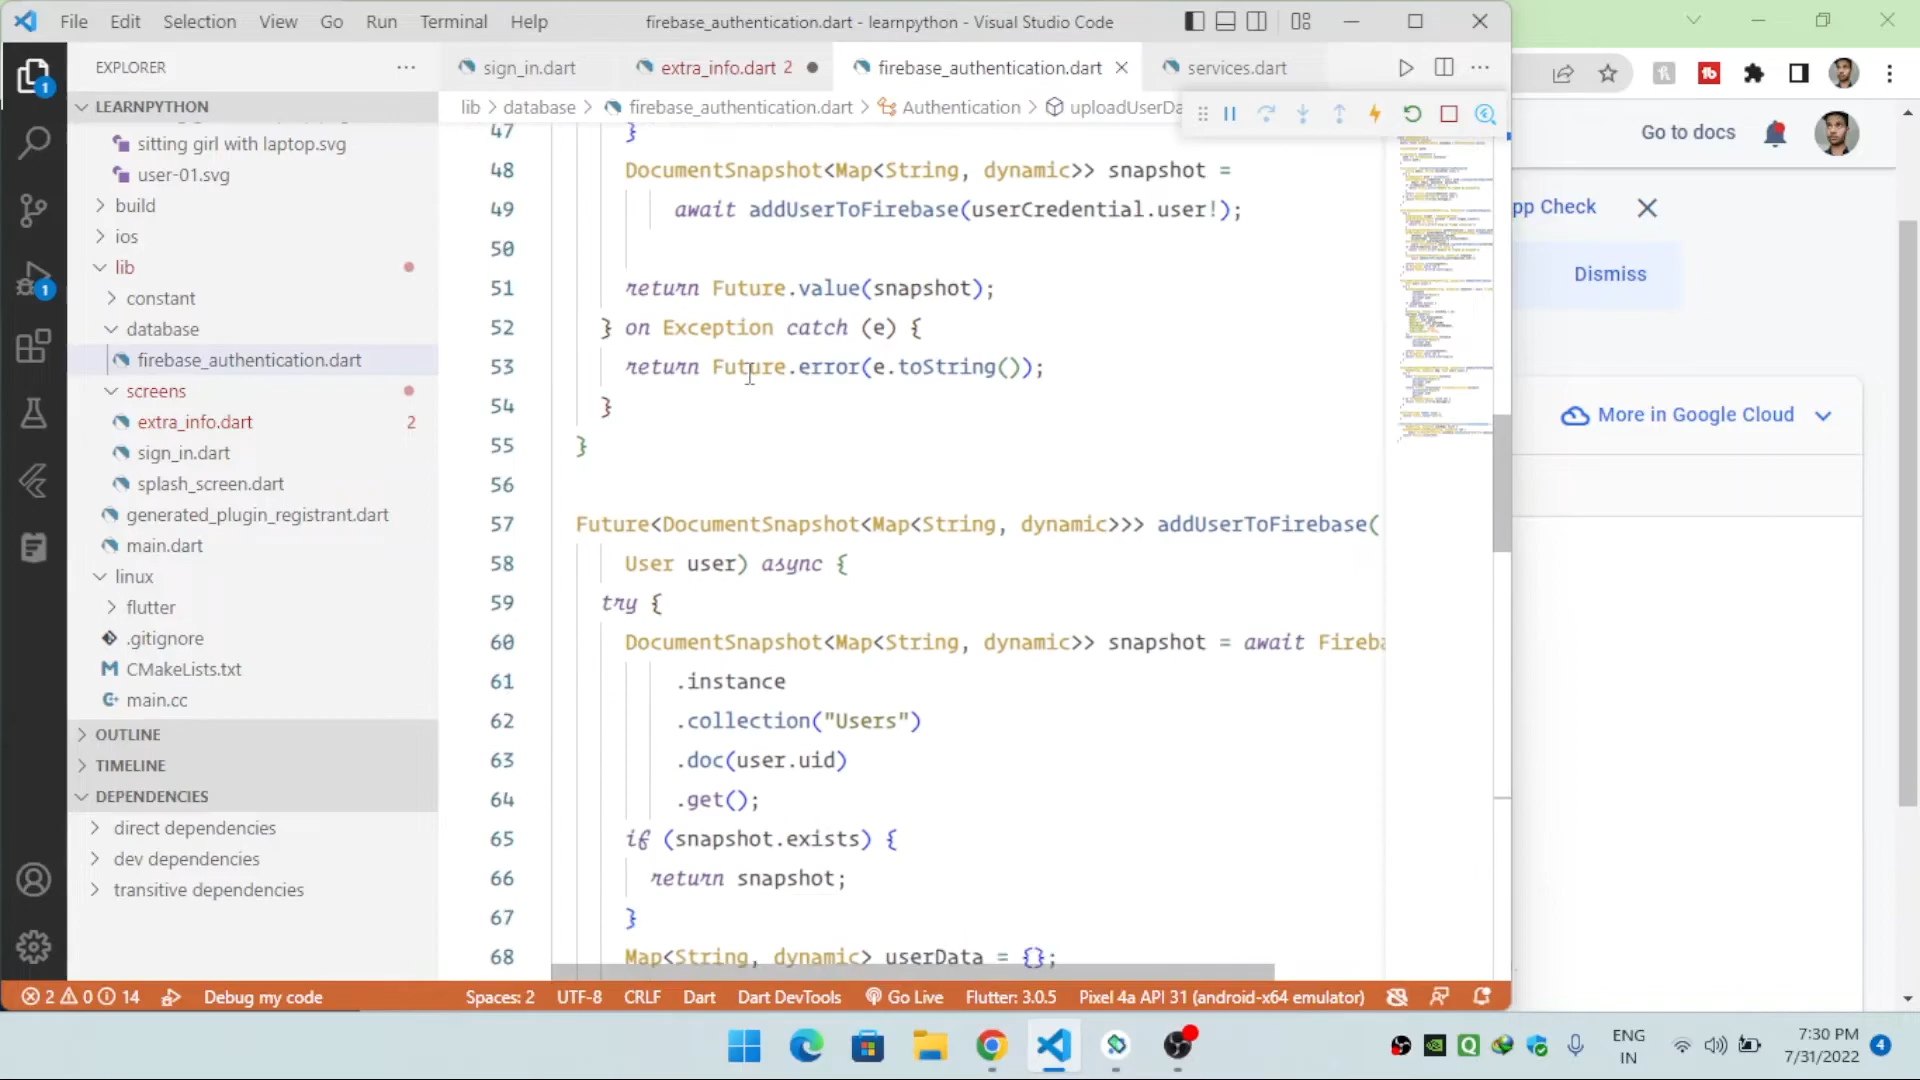 File Edit Selection View Go Run Terminal Help
firebase_authentication.dart - learnpython - Visual Studio Code
EXPLORER
LEARNPYTHON
sitting girl with laptop.svg
user-01.svg
build
ios
lib
constant
database
firebase_authentication.dart
screens
extra_info.dart 2
sign_in.dart
splash_screen.dart
generated_plugin_registrant.dart
main.dart
linux
flutter
.gitignore
CMakeLists.txt
main.cc
OUTLINE
TIMELINE
DEPENDENCIES
direct dependencies
dev dependencies
transitive dependencies
sign_in.dart
extra_info.dart 2
firebase_authentication.dart
services.dart
lib > database > firebase_authentication.dart > Authentication > uploadUserDa
47 }
48 DocumentSnapshot<Map<String, dynamic>> snapshot =
49 await addUserToFirebase(userCredential.user!);
50
51 return Future.value(snapshot);
52 } on Exception catch (e) {
53 return Future.error(e.toString());
54 }
55 }
56
57 Future<DocumentSnapshot<Map<String, dynamic>>> addUserToFirebase(
58 User user) async {
59 try {
60 DocumentSnapshot<Map<String, dynamic>> snapshot = await Fireba
61 .instance
62 .collection("Users")
63 .doc(user.uid)
64 .get();
65 if (snapshot.exists) {
66 return snapshot;
67 }
68 Map<String, dynamic> userData = {};
Go to docs
pp Check
Dismiss
More in Google Cloud
2 0 14 Debug my code
Spaces: 2 UTF-8 CRLF Dart Dart DevTools Go Live Flutter: 3.0.5 Pixel 4a API 31 (android-x64 emulator)
ENG
IN
7:30 PM
7/31/2022
4
1
1